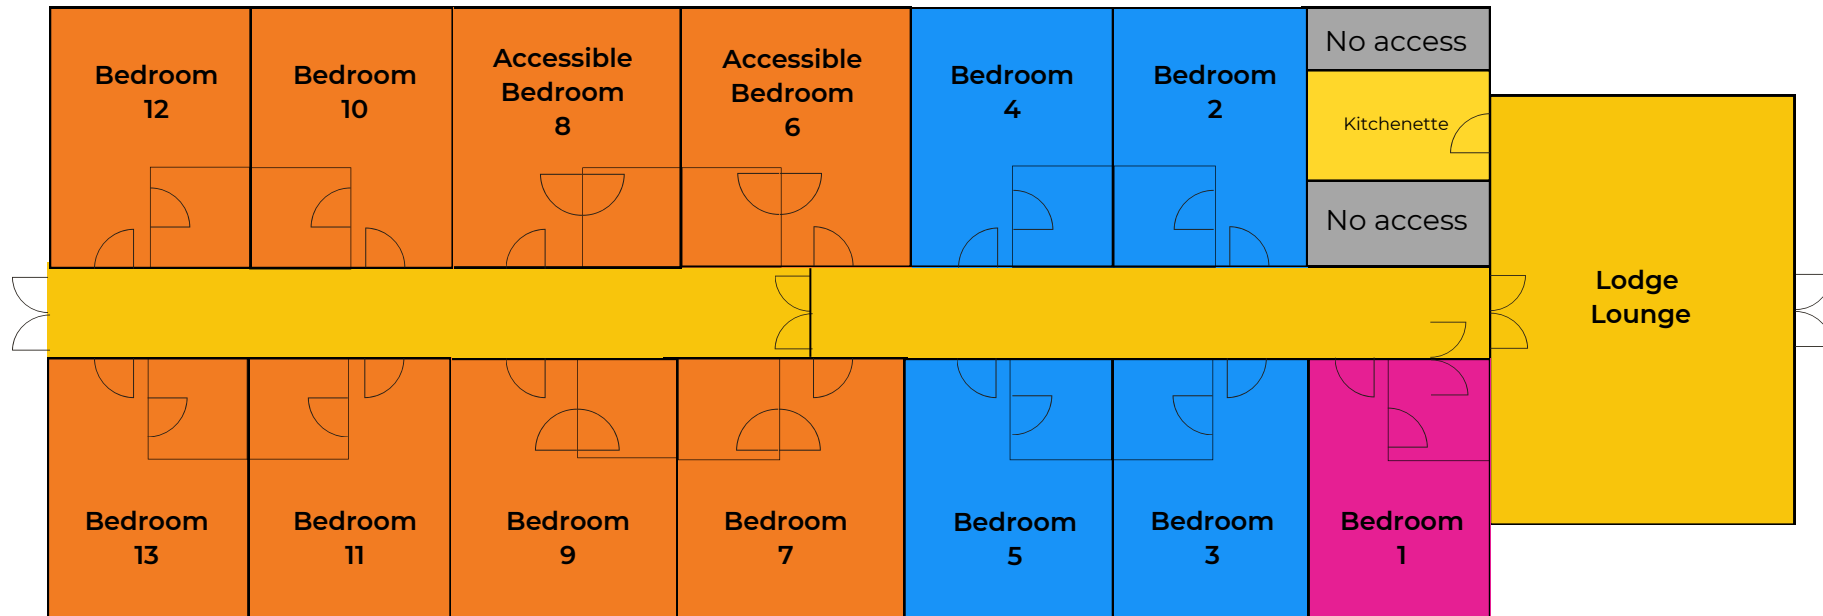 Bedroom
12
Bedroom
10
Accessible
Bedroom
8
Accessible
Bedroom
6
Bedroom
4
Bedroom
2
No access
Kitchenette
No access
Lodge
Lounge
Bedroom
13
Bedroom
11
Bedroom
9
Bedroom
7
Bedroom
5
Bedroom
3
Bedroom
1